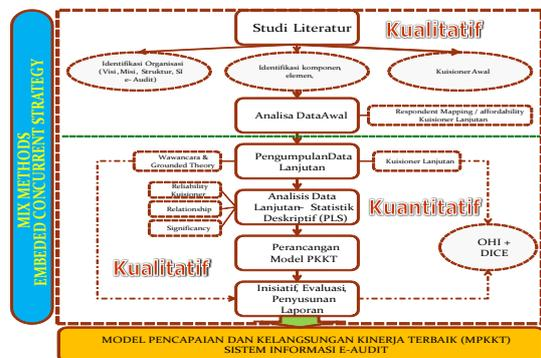 MIX METHODS
EMBEDED CONCURRENT STRATEGY
Studi Literatur
Kualitatif
Identifikasi Organisasi
(Visi, Misi, Struktur, SI
e- Audit)
Identifikasi komponen,
elemen,
Kuisioner Awal
Analisa DataAwal
Respondent Mapping / affordability
Kuisioner Lanjutan
Wawancara &
Grounded Theory
PengumpulanData
Lanjutan
Kuisioner Lanjutan
Reliability
Kuisioner
Relationship
Significancy
Analisis Data
Lanjutan- Statistik
Deskriptif (PLS)
Kuantitatif
Perancangan
Model PKKT
OHI +
DICE
Kualitatif
Inisiatif, Evaluasi,
Penyusunan
Laporan
MODEL PENCAPAIAN DAN KELANGSUNGAN KINERJA TERBAIK (MPKKT)
SISTEM INFORMASI E-AUDIT